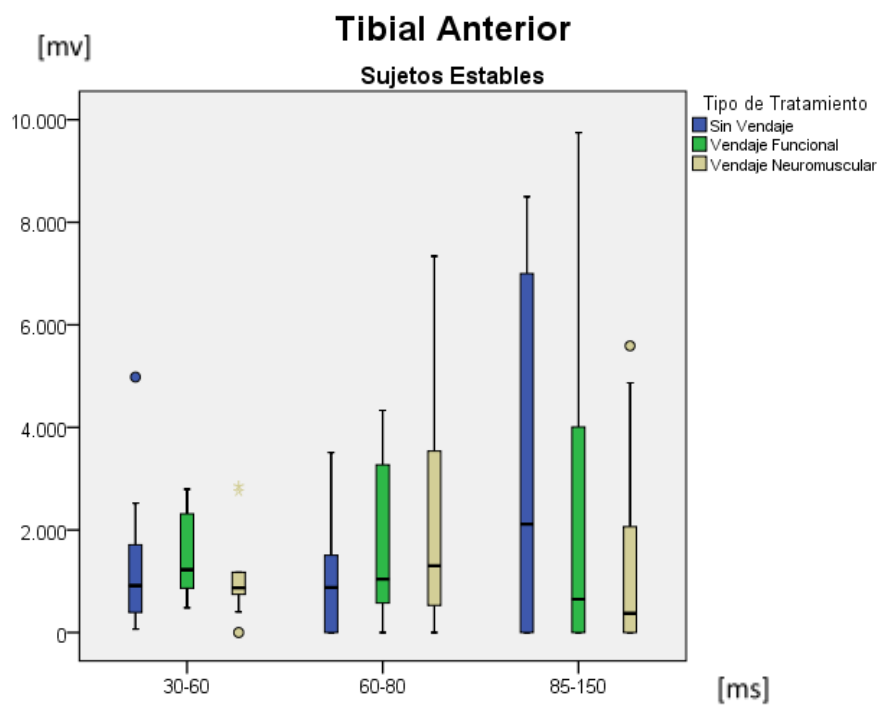 Tibial Anterior
[mv]
Sujetos Estables
Tipo de Tratamiento
Sin Vendaje
Vendaje Funcional
Vendaje Neuromuscular
10.000
8.000
6.000
4.000
2.000
0
30-60
60-80
85-150
[ms]